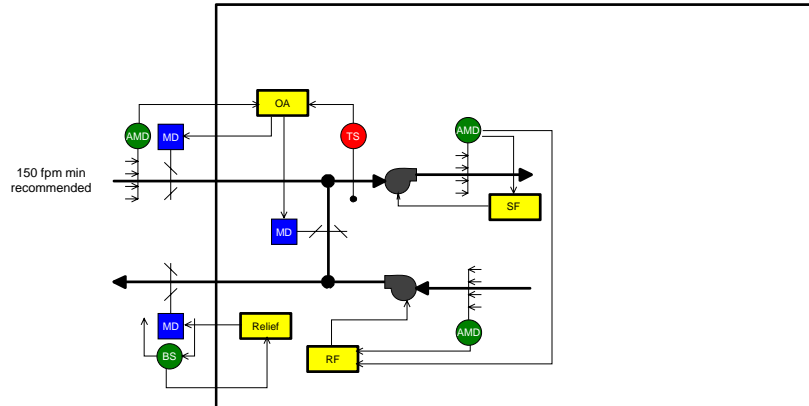 OA
AMD
MD
TS
AMD
150 fpm min
recommended
SF
MD
MD
Relief
BS
RF
AMD